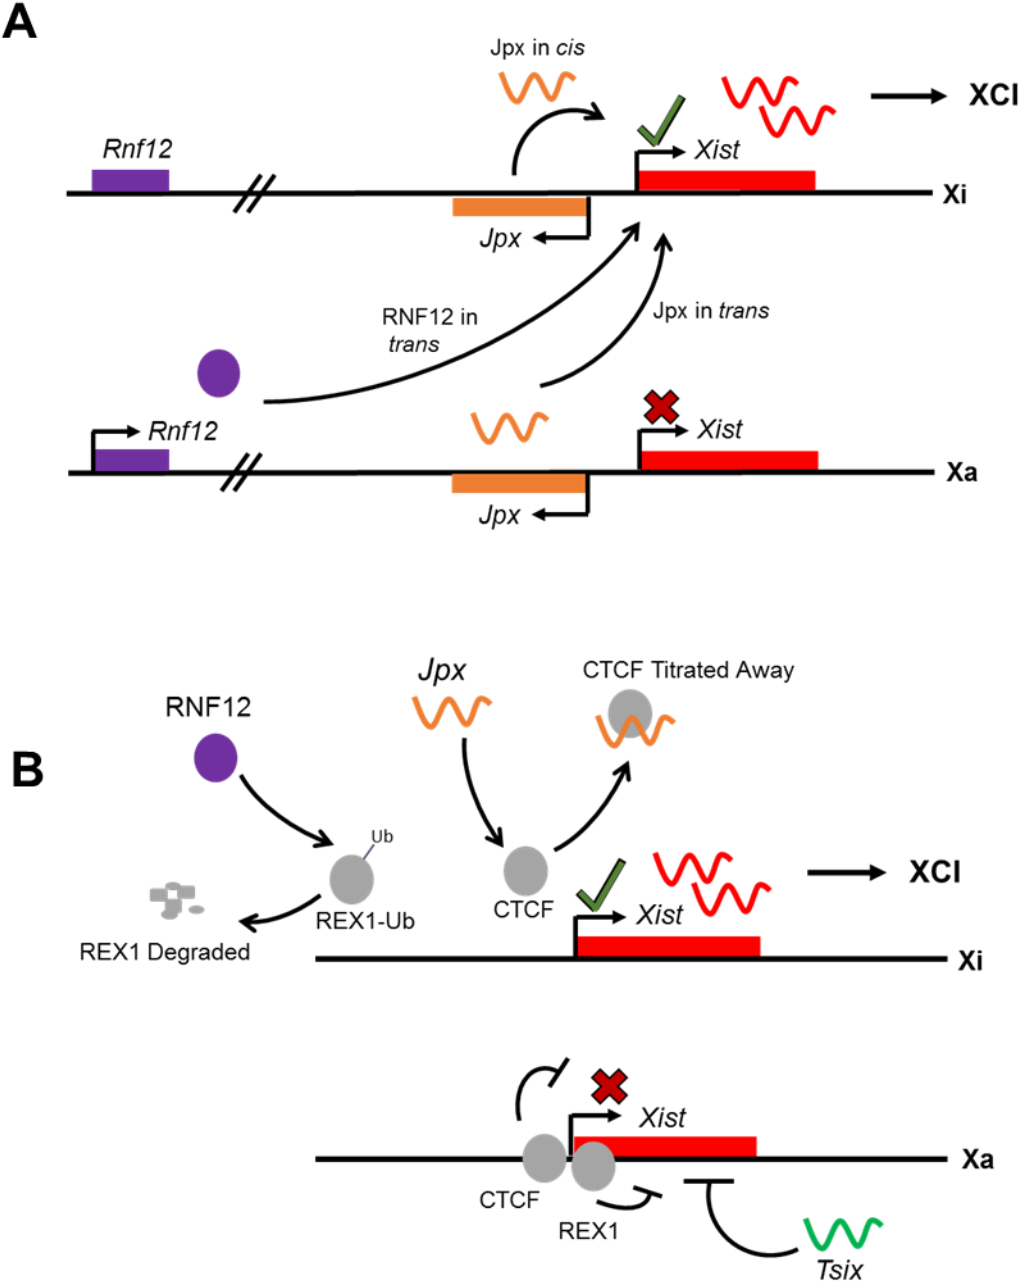 A
Jpx in cis
Rnf12
Xist
XCI
Xi
Jpx
RNF12 in
trans
Jpx in trans
Rnf12
Xist
Xa
Jpx
B
RNF12
Jpx
CTCF Titrated Away
Ub
REX1-Ub
REX1 Degraded
CTCF
Xist
XCI
Xi
Xist
Xa
CTCF
REX1
Tsix